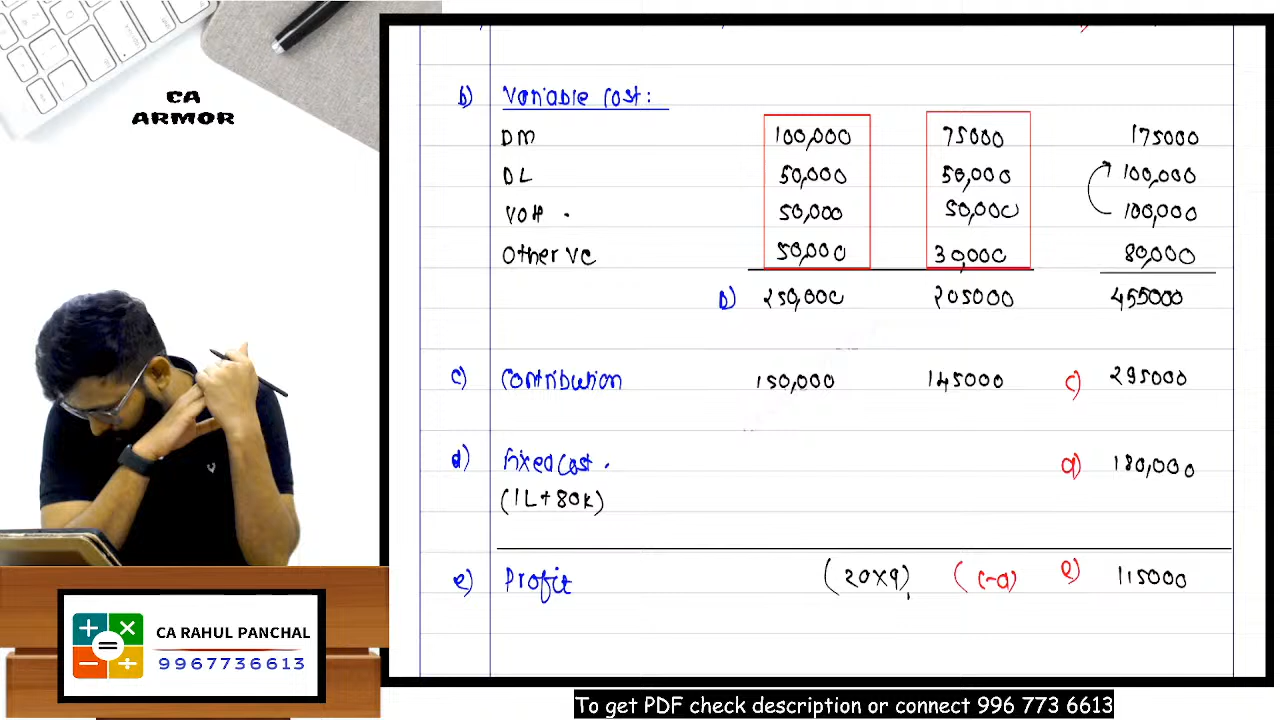 CA
ARMOR
b) Variable Cost:
DM 100,000 75000 175000
DL 50,000 50,000 100,000
VOH 50,000 50,000 100,000
Other VC 50,000 30,000 80,000
b) 250,000 205000 455000
c) Contribution 150,000 145000 c) 295000
d) Fixed Cost. d) 180,000
(1L+80K)
e) Profit (20X9) (c-d) e) 115000
CA RAHUL PANCHAL
9967736613
To get PDF check description or connect 996 773 6613